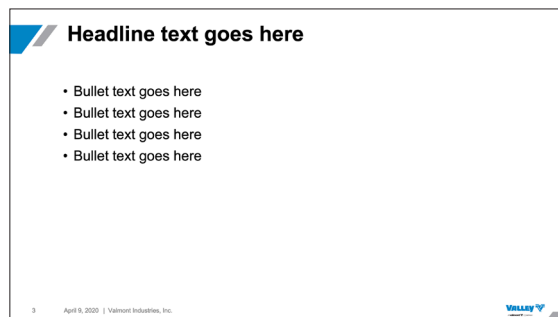 Headline text goes here
• Bullet text goes here
• Bullet text goes here
• Bullet text goes here
• Bullet text goes here
3 April 9, 2020 | Valmont Industries, Inc.
VALLEY